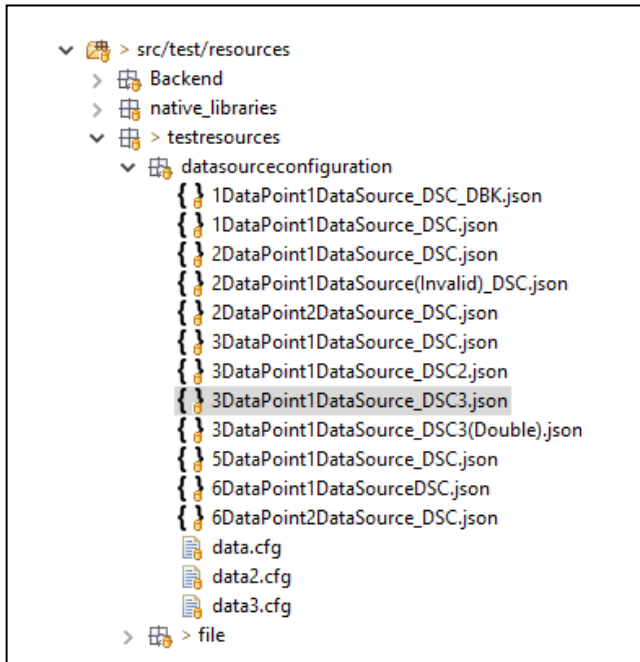 > src/test/resources
Backend
native_libraries
> testresources
datasourceconfiguration
1DataPoint1DataSource_DSC_DBK.json
1DataPoint1DataSource_DSC.json
2DataPoint1DataSource_DSC.json
2DataPoint1DataSource(Invalid)_DSC.json
2DataPoint2DataSource_DSC.json
3DataPoint1DataSource_DSC.json
3DataPoint1DataSource_DSC2.json
3DataPoint1DataSource_DSC3.json
3DataPoint1DataSource_DSC3(Double).json
5DataPoint1DataSource_DSC.json
6DataPoint1DataSourceDSC.json
6DataPoint2DataSource_DSC.json
data.cfg
data2.cfg
data3.cfg
> file